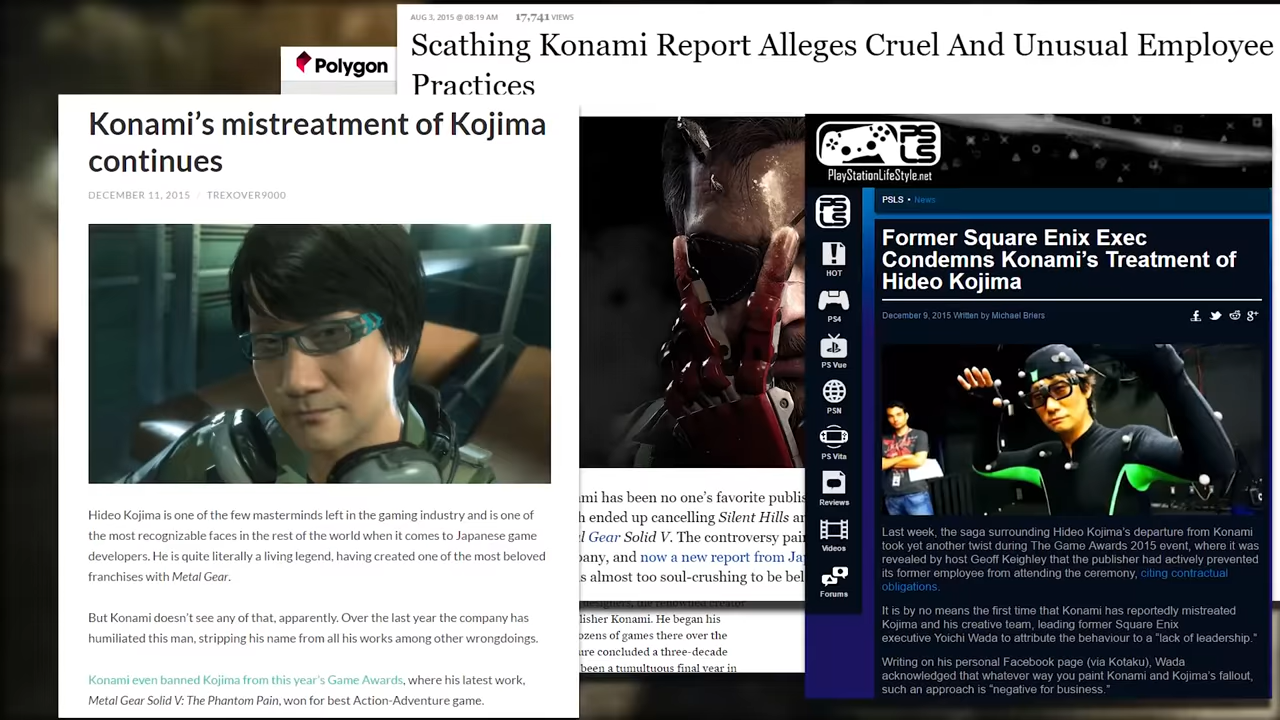 AUG 3, 2015 @ 08:19 AM 17,741 VIEWS
Scathing Konami Report Alleges Cruel And Unusual Employee
Practices
Polygon
Konami's mistreatment of Kojima
continues
DECEMBER 11, 2015 / TREXOVER9000
Hideo Kojima is one of the few masterminds left in the gaming industry and is one of
the most recognizable faces in the rest of the world when it comes to Japanese game
developers. He is quite literally a living legend, having created one of the most beloved
franchises with Metal Gear.
But Konami doesn't see any of that, apparently. Over the last year the company has
humiliated this man, stripping his name from all his works among other wrongdoings.
Konami even banned Kojima from this year's Game Awards, where his latest work,
Metal Gear Solid V: The Phantom Pain, won for best Action-Adventure game.
has been no one's favorite
ended up cancelling Silent Hills
Gear Solid V. The controversy
and now a new report from
almost too soul-crushing to be
designers, the renowned creator
Konami. He began his
of games there over the
concluded a three-decade
been a tumultuous final year in
PSLS
PlayStationLifeStyle.net
PSLS
HOT
PS4
PS Vue
PSN
PS Vita
Reviews
Videos
Forums
PSLS • News
Former Square Enix Exec
Condemns Konami's Treatment of
Hideo Kojima
December 9, 2015 Written by Michael Briers
Last week, the saga surrounding Hideo Kojima's departure from Konami
took yet another twist during The Game Awards 2015 event, where it was
revealed by host Geoff Keighley that the publisher had actively prevented
its former employee from attending the ceremony, citing contractual
obligations.
It is by no means the first time that Konami has reportedly mistreated
Kojima and his creative team, leading former Square Enix
executive Yoichi Wada to attribute the behaviour to a "lack of leadership."
Writing on his personal Facebook page (via Kotaku), Wada
acknowledged that whatever way you paint Konami and Kojima's fallout,
such an approach is "negative for business."